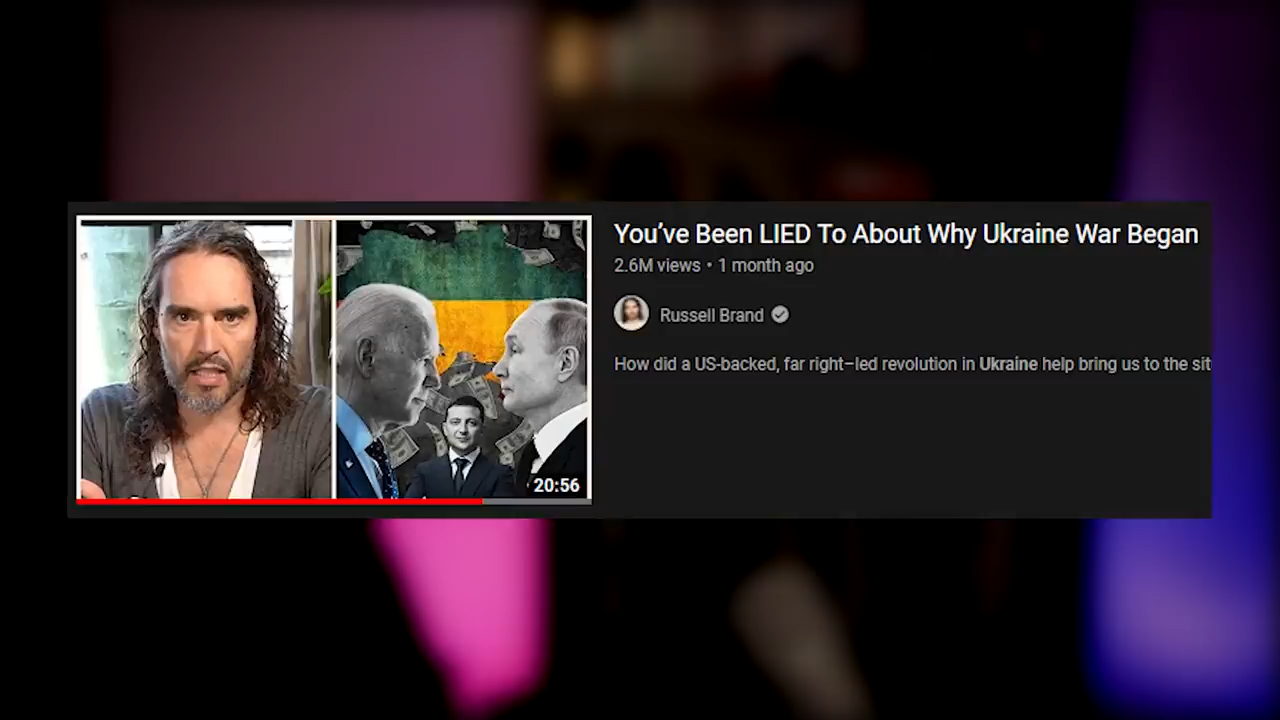 You’ve Been LIED To About Why Ukraine War Began
2.6M views • 1 month ago
Russell Brand
How did a US-backed, far right–led revolution in Ukraine help bring us to the sit
20:56